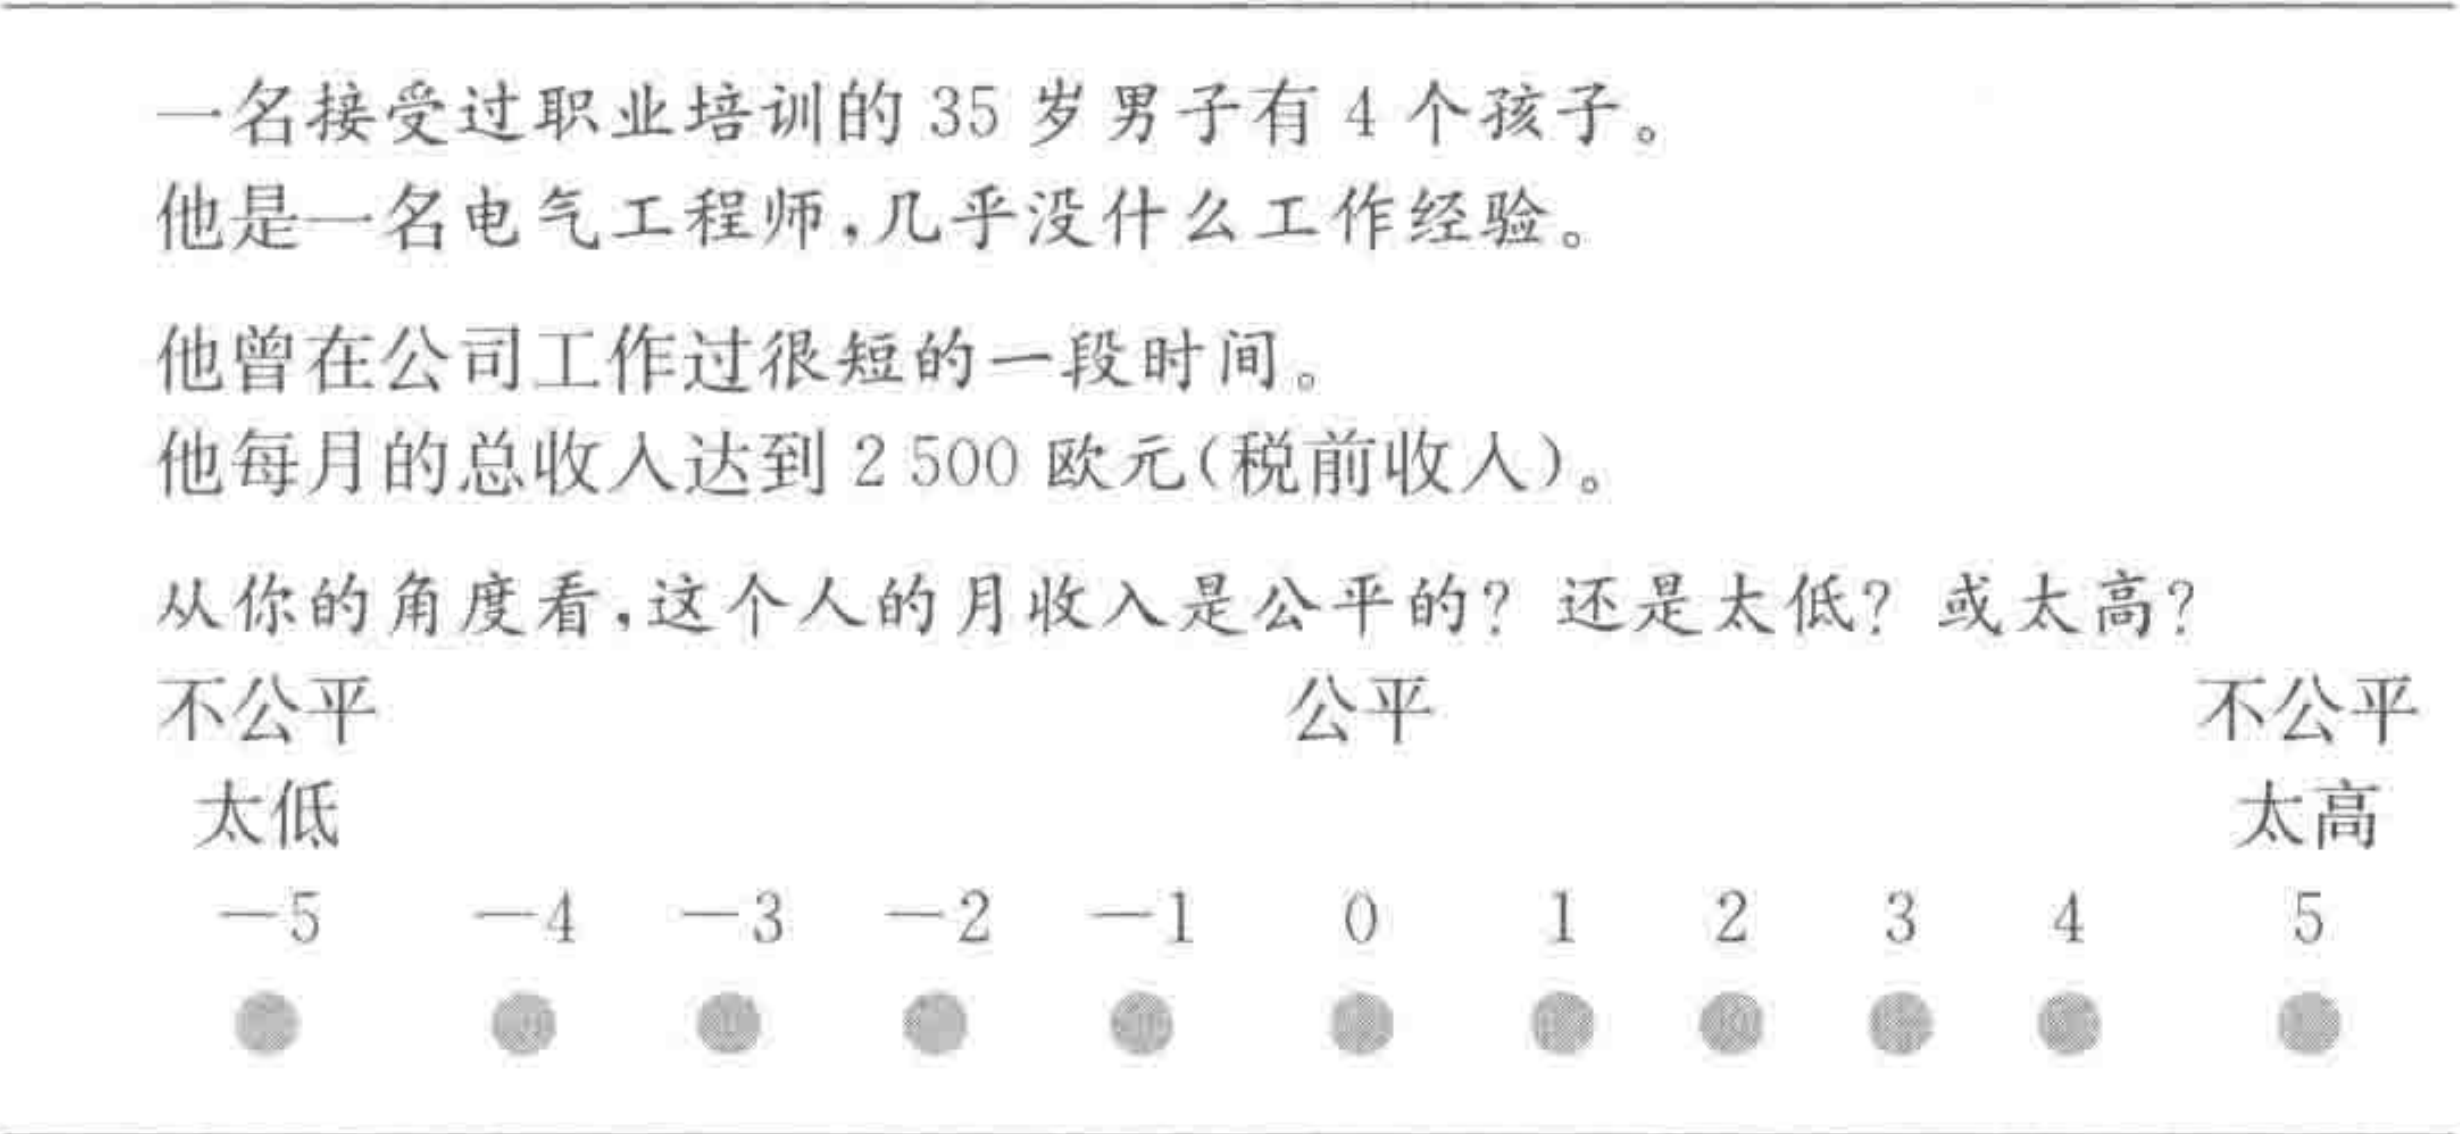 一名接受过职业培训的 35 岁男子有 4 个孩子。
他是一名电气工程师,几乎没什么工作经验。
他曾在公司工作过很短的一段时间。
他每月的总收入达到 2 500 欧元(税前收入)。
从你的角度看,这个人的月收入是公平的? 还是太低? 或太高?
不公平 公平 不公平
太低 太高
—5 —4 —3 —2 —1 0 1 2 3 4 5